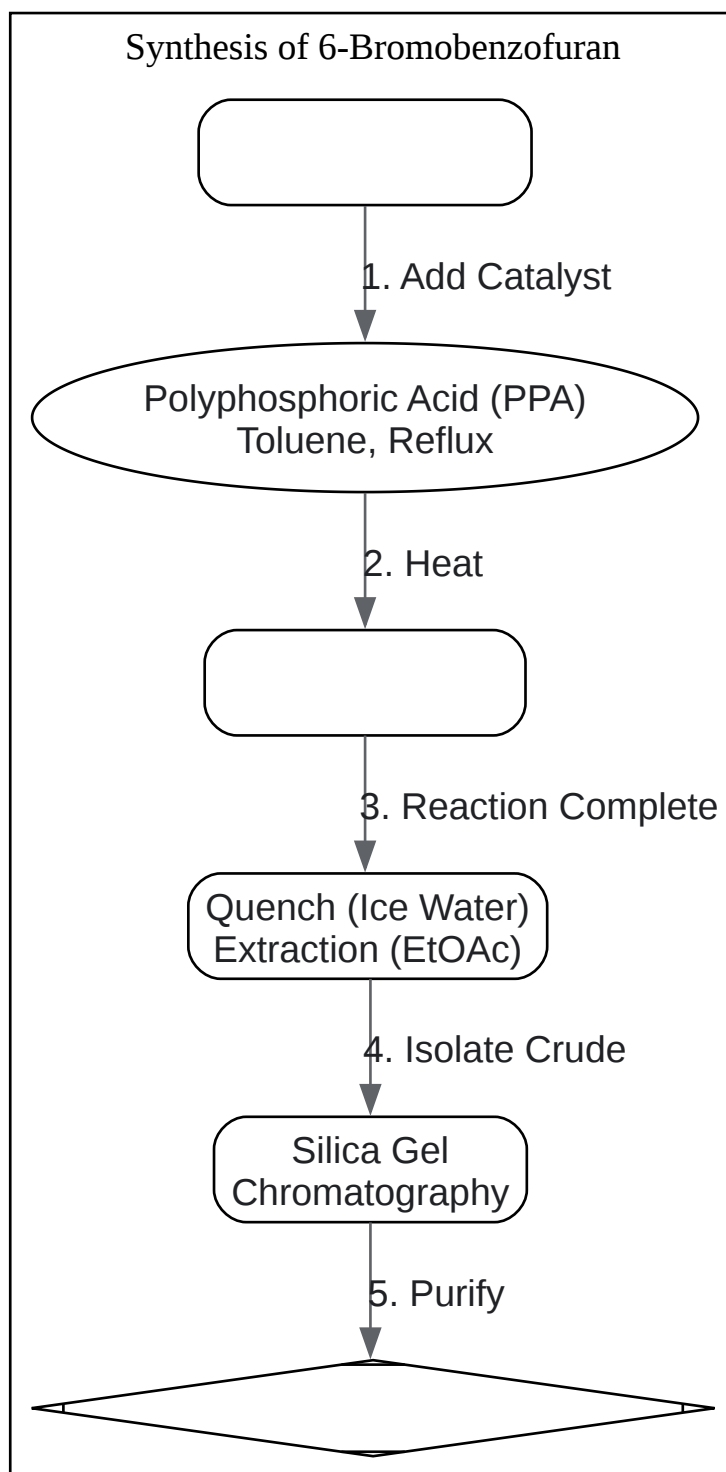 Synthesis of 6-Bromobenzofuran
1. Add Catalyst
Polyphosphoric Acid (PPA)
Toluene, Reflux
2. Heat
3. Reaction Complete
Quench (Ice Water)
Extraction (EtOAc)
4. Isolate Crude
Silica Gel
Chromatography
5. Purify